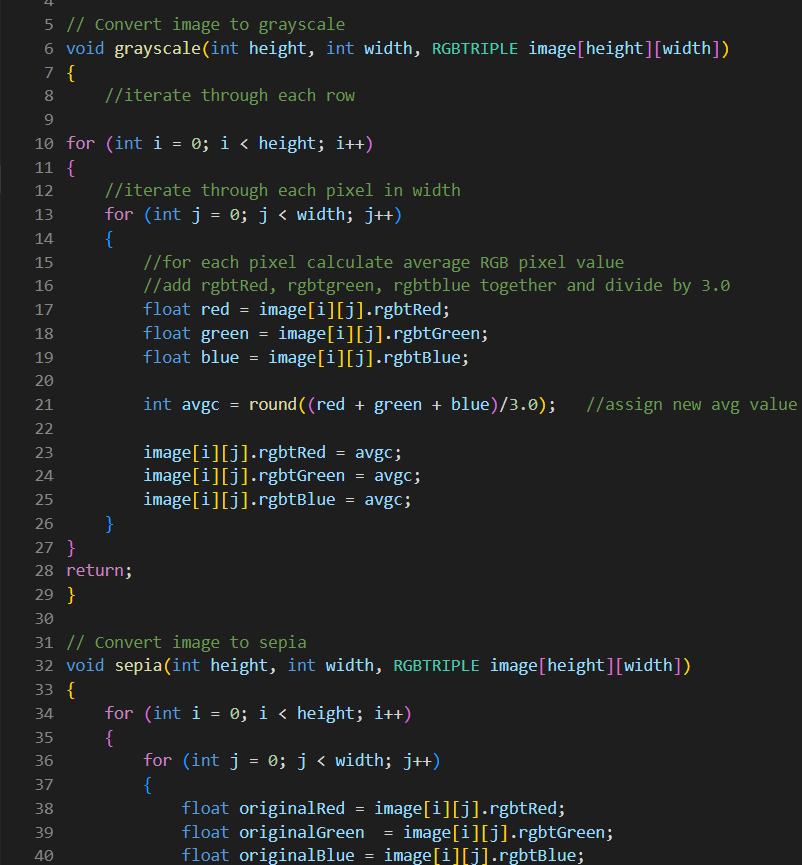 4
5 // Convert image to grayscale
6 void grayscale(int height, int width, RGBTRIPLE image[height][width])
7 {
8     //iterate through each row
9
10 for (int i = 0; i < height; i++)
11 {
12     //iterate through each pixel in width
13     for (int j = 0; j < width; j++)
14     {
15         //for each pixel calculate average RGB pixel value
16         //add rgbtRed, rgbtgreen, rgbtblue together and divide by 3.0
17         float red = image[i][j].rgbtRed;
18         float green = image[i][j].rgbtGreen;
19         float blue = image[i][j].rgbtBlue;
20
21         int avgc = round((red + green + blue)/3.0);   //assign new avg value
22
23         image[i][j].rgbtRed = avgc;
24         image[i][j].rgbtGreen = avgc;
25         image[i][j].rgbtBlue = avgc;
26     }
27 }
28 return;
29 }
30
31 // Convert image to sepia
32 void sepia(int height, int width, RGBTRIPLE image[height][width])
33 {
34     for (int i = 0; i < height; i++)
35     {
36         for (int j = 0; j < width; j++)
37         {
38             float originalRed = image[i][j].rgbtRed;
39             float originalGreen  = image[i][j].rgbtGreen;
40             float originalBlue = image[i][j].rgbtBlue;